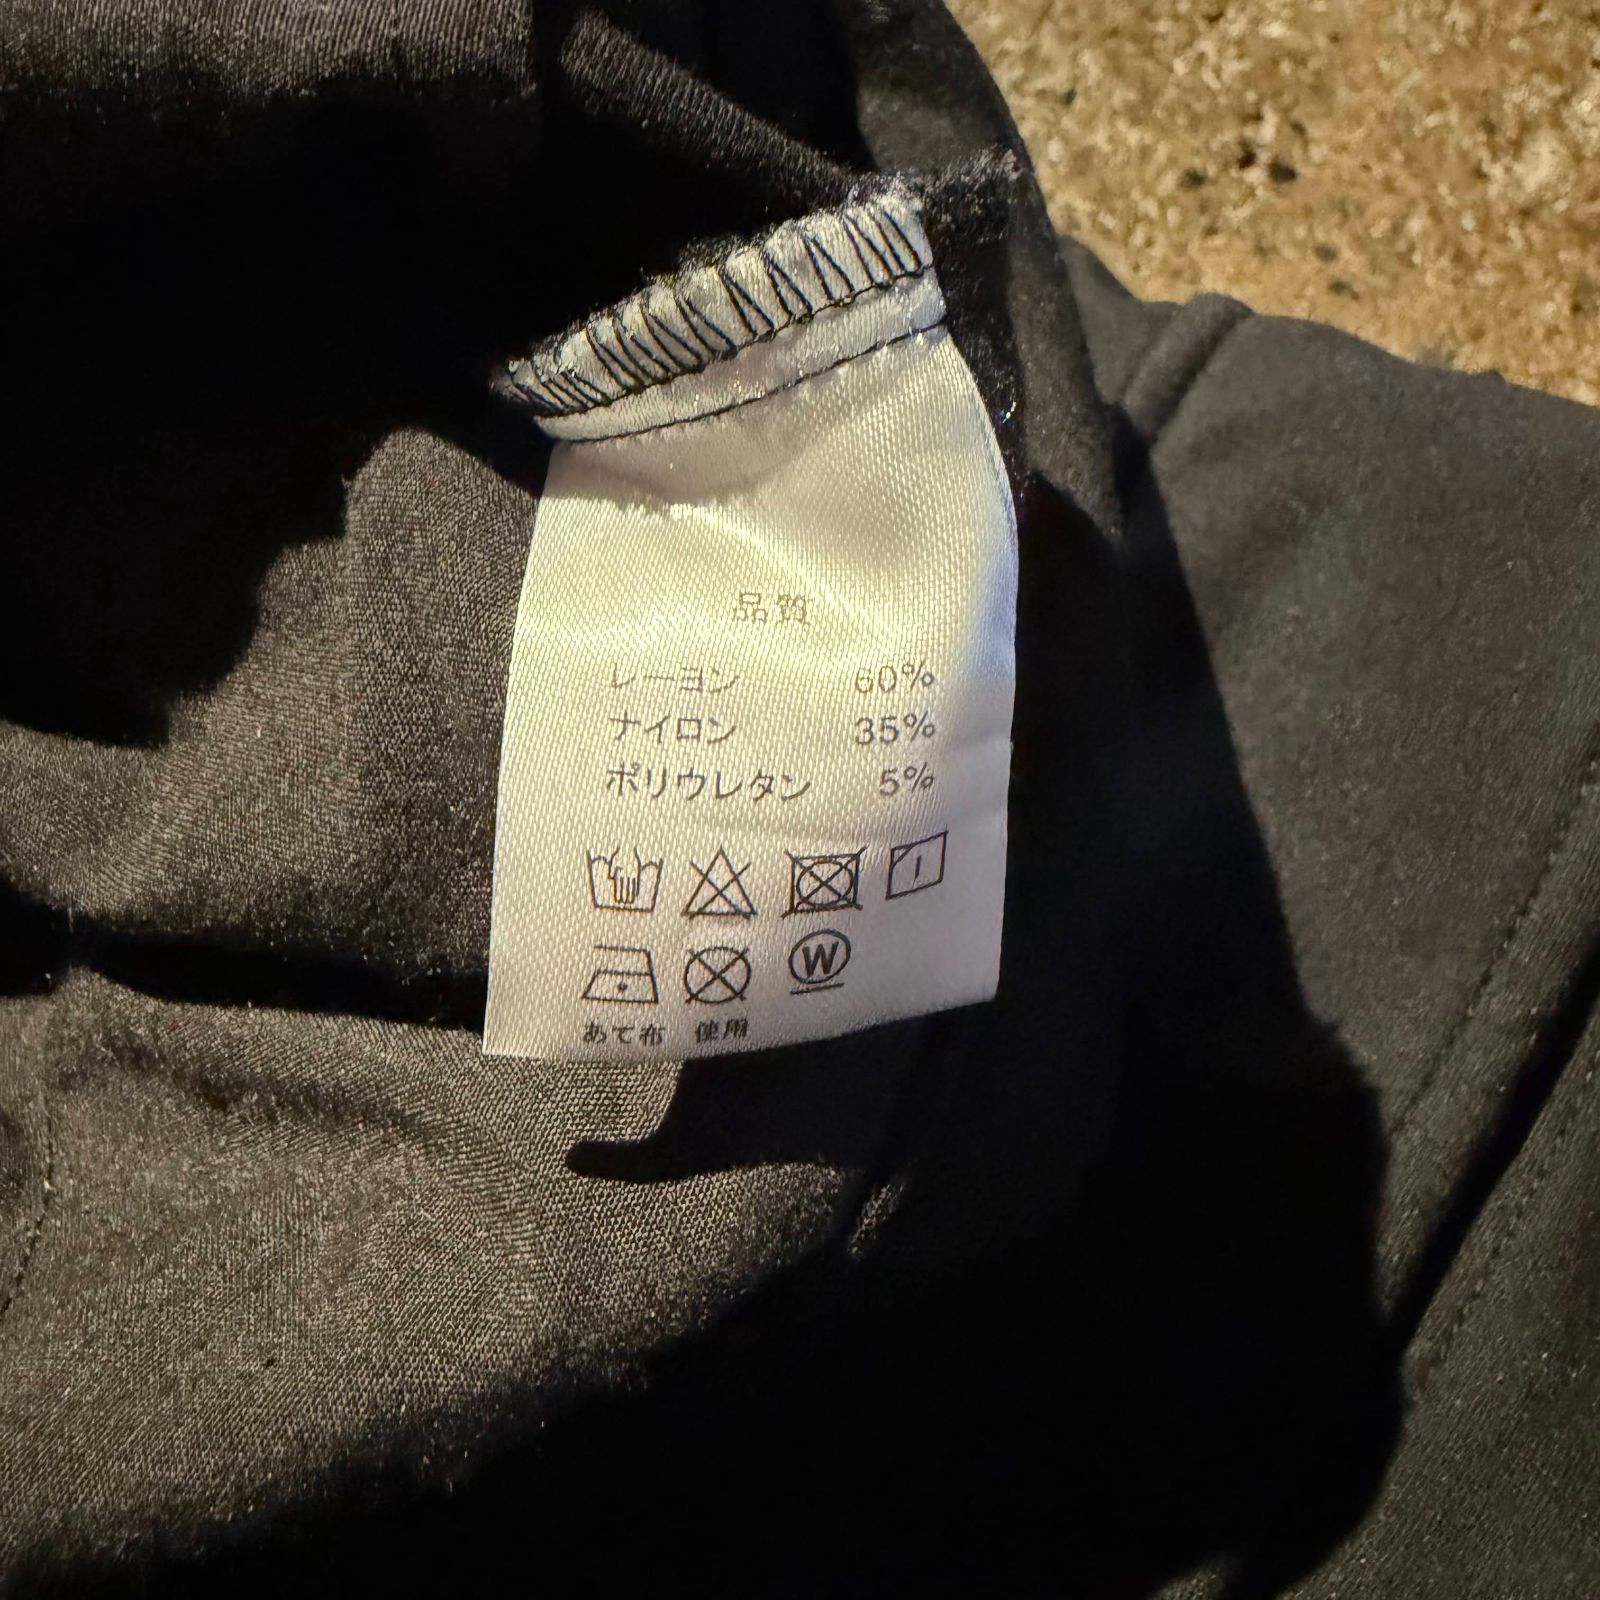 品質
レーヨン 60%
ナイロン 35%
ポリウレタン 5%
W
あて布 使用